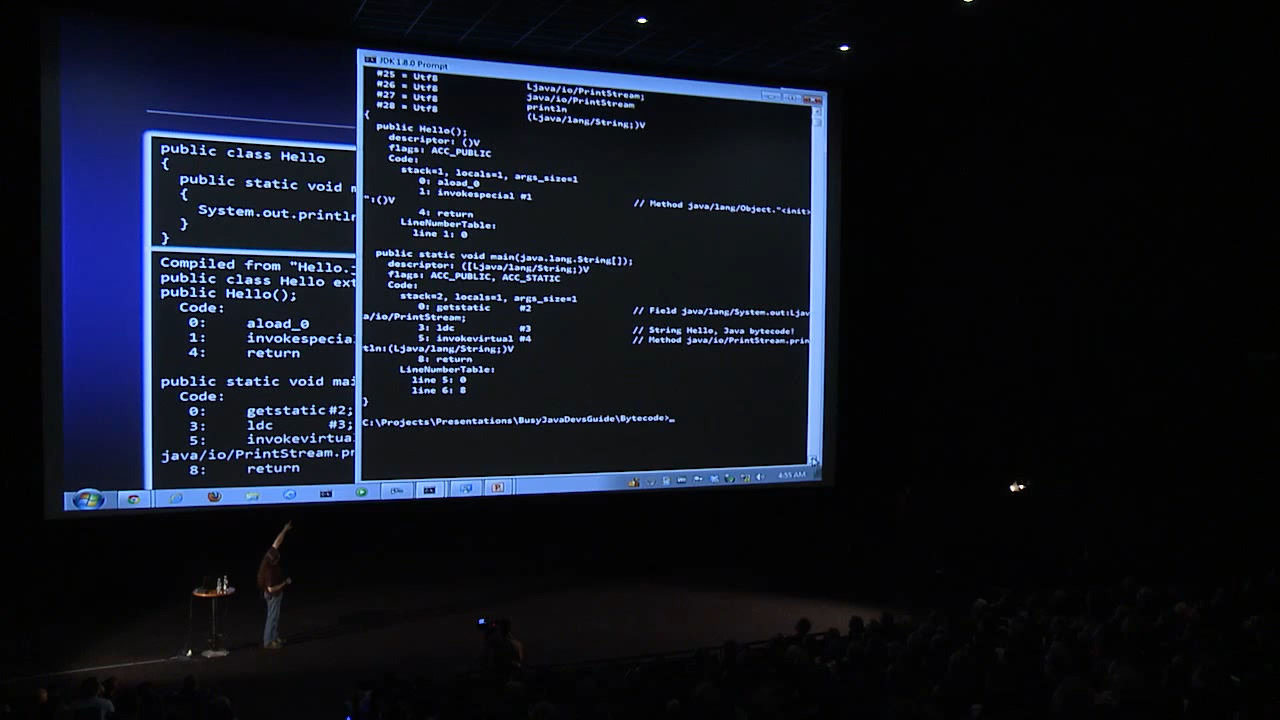 public class Hello
{
public static void m
{
System.out.println
}
}
Compiled from "Hello.j
public class Hello ext
public Hello();
Code:
0: aload_0
1: invokespecial
4: return
public static void mai
Code:
0: getstatic #2;
3: ldc #3;
5: invokevirtual
java/io/PrintStream.pr
8: return
JDK 1.8.0 Prompt
#25 = Utf8 Ljava/io/PrintStream;
#26 = Utf8 java/io/PrintStream
#27 = Utf8 println
#28 = Utf8 (Ljava/lang/String;)V
{
public Hello();
descriptor: ()V
flags: ACC_PUBLIC
Code:
stack=1, locals=1, args_size=1
0: aload_0
1: invokespecial #1 // Method java/lang/Object."<init>
":()V
4: return
LineNumberTable:
line 1: 0
public static void main(java.lang.String[]);
descriptor: ([Ljava/lang/String;)V
flags: ACC_PUBLIC, ACC_STATIC
Code:
stack=2, locals=1, args_size=1
0: getstatic #2 // Field java/lang/System.out:Ljav
a/io/PrintStream;
3: ldc #3 // String Hello, Java bytecode!
5: invokevirtual #4 // Method java/io/PrintStream.prin
tln:(Ljava/lang/String;)V
8: return
LineNumberTable:
line 5: 0
line 6: 8
}
C:\Projects\Presentations\BusyJavaDevsGuide\Bytecode>_
4:55 AM